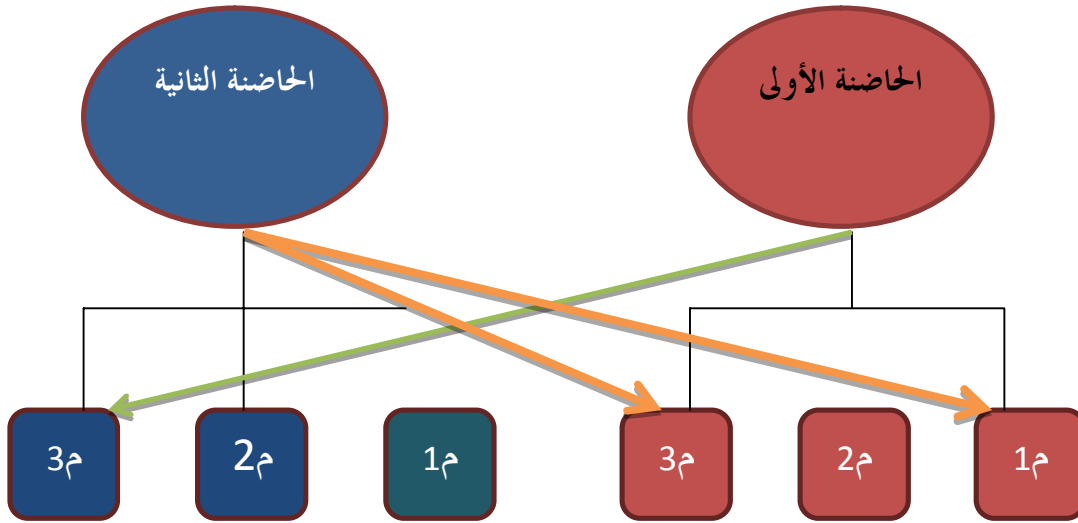 الحاضنة الأولى
الحاضنة الثانية
م1
م2
م3
م1
م2
م3